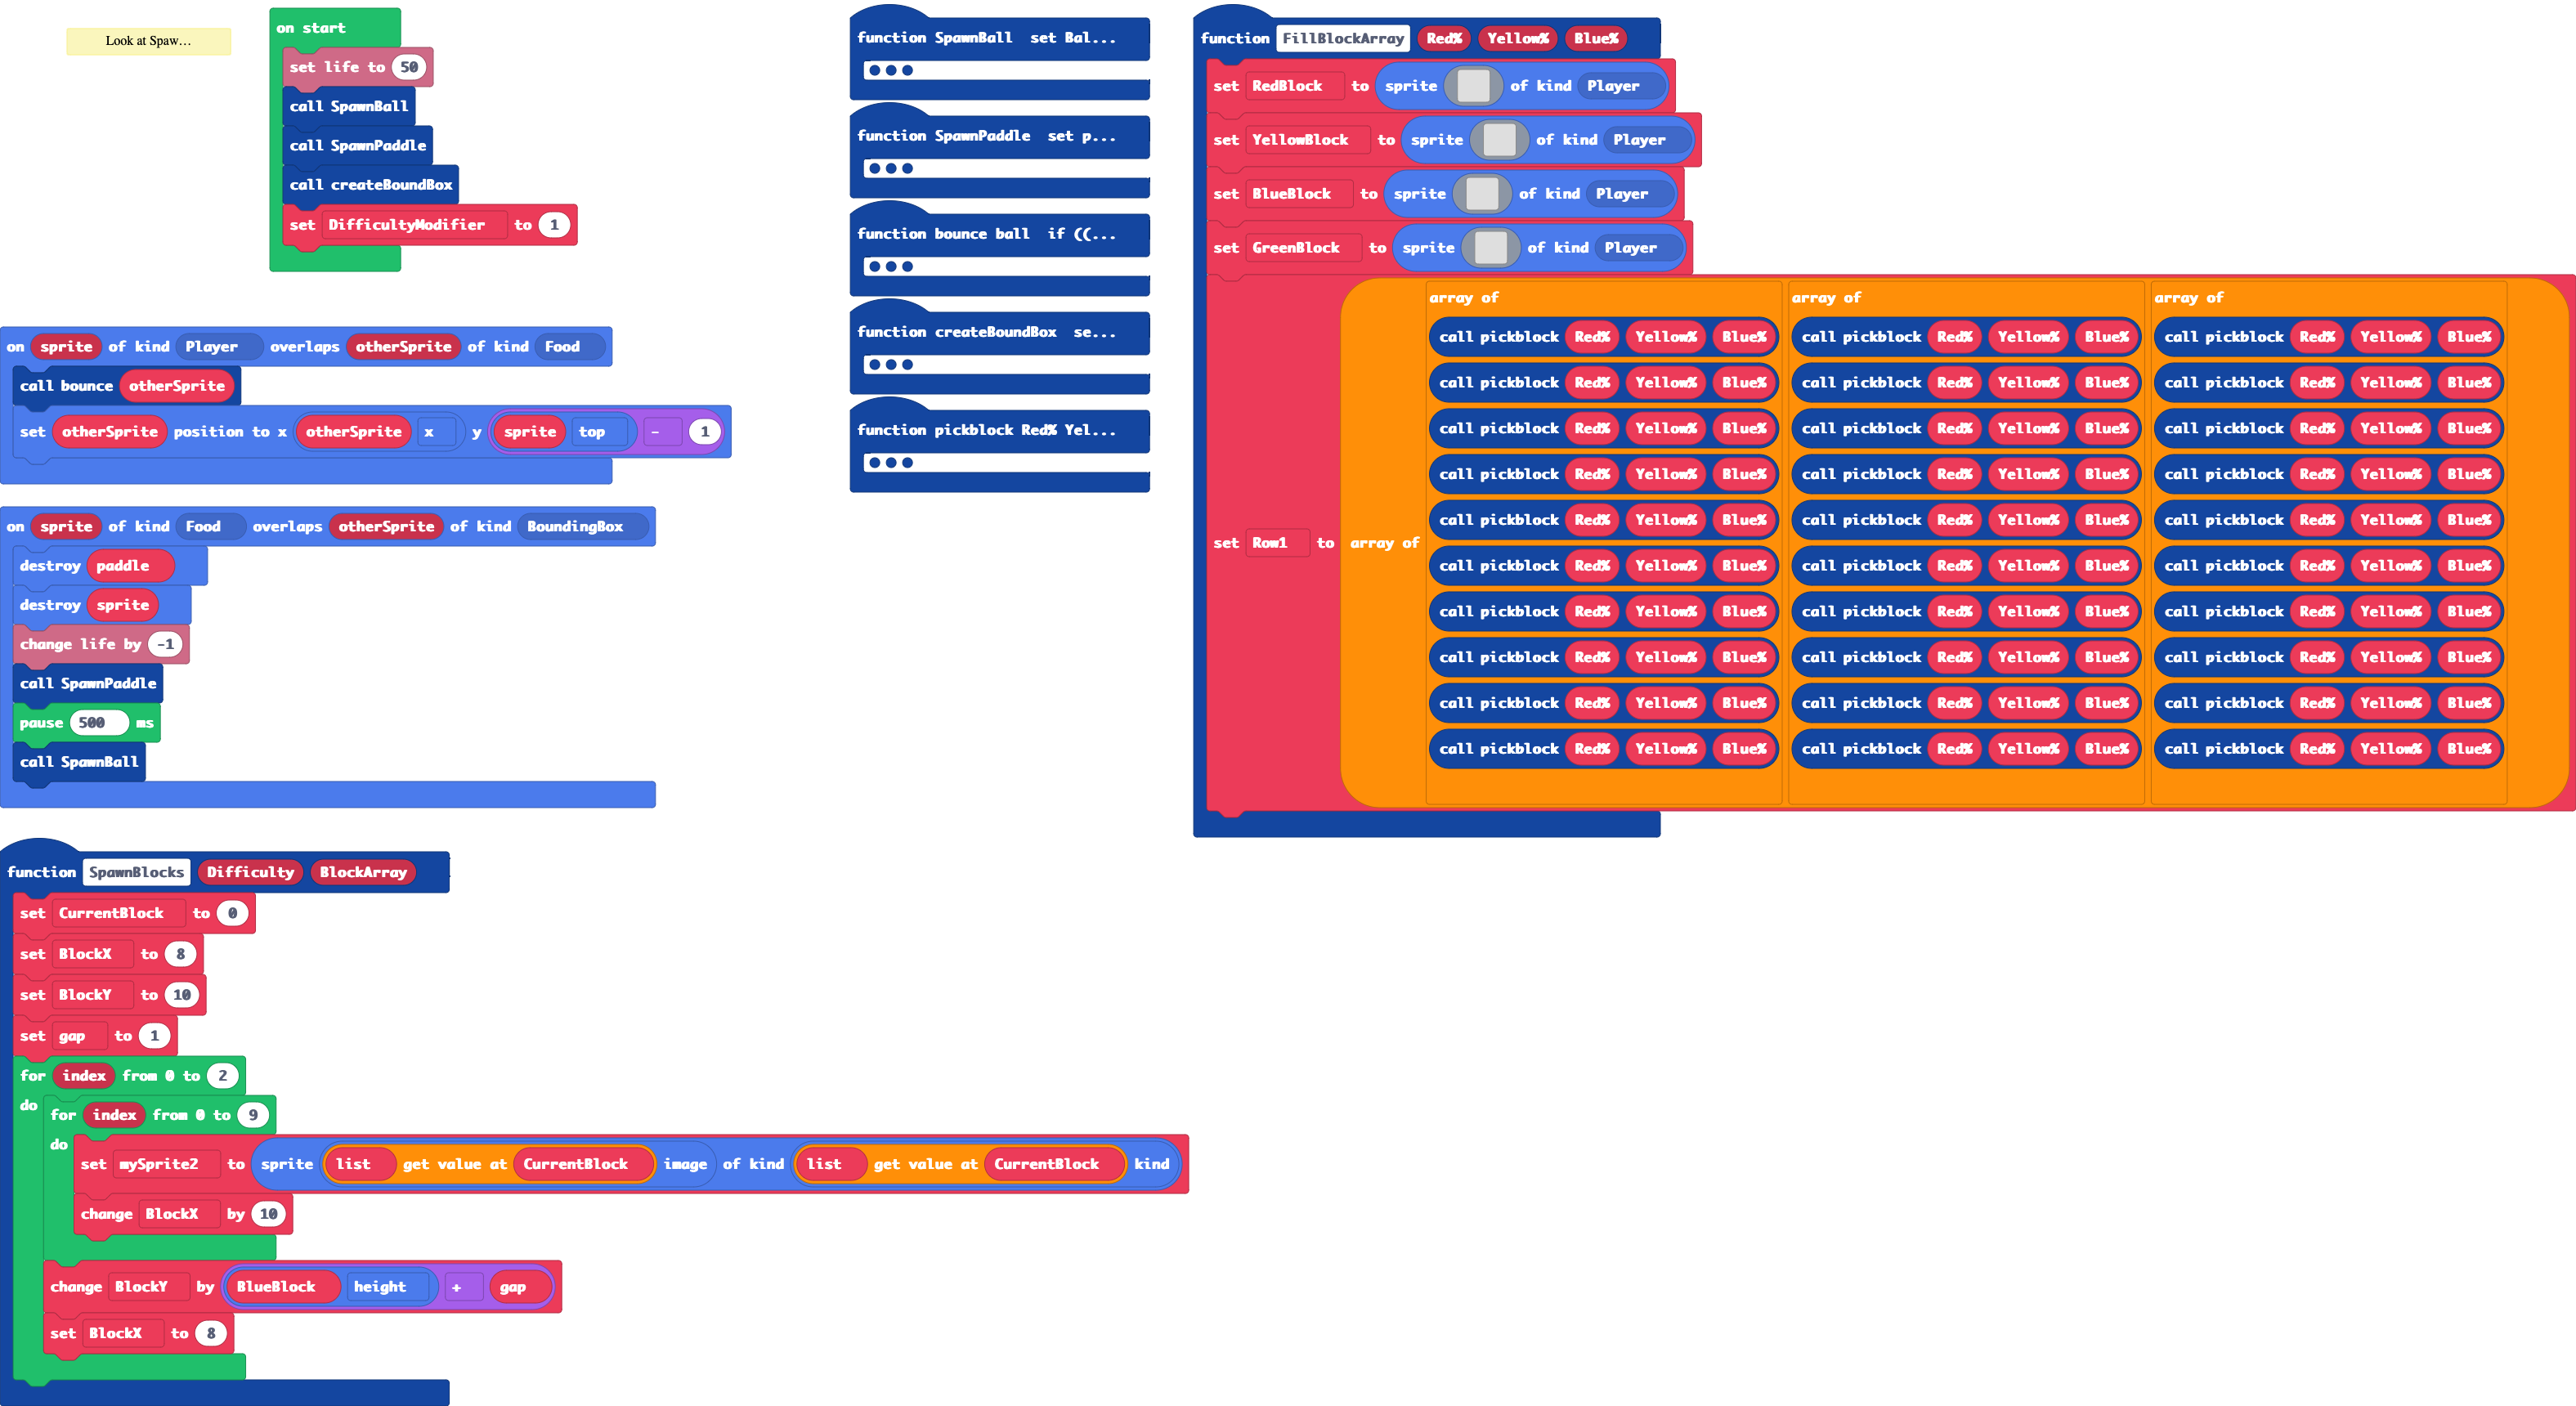 Look at Spaw…
on start
set life to 50
call SpawnBall
call SpawnPaddle
call createBoundBox
set DifficultyModifier to 1
on sprite of kind Player overlaps otherSprite of kind Food
call bounce otherSprite
set otherSprite position to x otherSprite x y sprite top - 1
on sprite of kind Food overlaps otherSprite of kind BoundingBox
destroy paddle
destroy sprite
change life by -1
call SpawnPaddle
pause 500 ms
call SpawnBall
function SpawnBlocks Difficulty BlockArray
set CurrentBlock to 0
set BlockX to 8
set BlockY to 10
set gap to 1
for index from 0 to 2
do for index from 0 to 9
do set mySprite2 to sprite list get value at CurrentBlock image of kind list get value at CurrentBlock kind
change BlockX by 10
change BlockY by BlueBlock height + gap
set BlockX to 8
function SpawnBall set Bal...
function SpawnPaddle set p...
function bounce ball if ((...
function createBoundBox se...
function pickblock Red% Yel...
function FillBlockArray Red% Yellow% Blue%
set RedBlock to sprite of kind Player
set YellowBlock to sprite of kind Player
set BlueBlock to sprite of kind Player
set GreenBlock to sprite of kind Player
set Row1 to array of
array of array of array of
call pickblock Red% Yellow% Blue% call pickblock Red% Yellow% Blue% call pickblock Red% Yellow% Blue%
call pickblock Red% Yellow% Blue% call pickblock Red% Yellow% Blue% call pickblock Red% Yellow% Blue%
call pickblock Red% Yellow% Blue% call pickblock Red% Yellow% Blue% call pickblock Red% Yellow% Blue%
call pickblock Red% Yellow% Blue% call pickblock Red% Yellow% Blue% call pickblock Red% Yellow% Blue%
call pickblock Red% Yellow% Blue% call pickblock Red% Yellow% Blue% call pickblock Red% Yellow% Blue%
call pickblock Red% Yellow% Blue% call pickblock Red% Yellow% Blue% call pickblock Red% Yellow% Blue%
call pickblock Red% Yellow% Blue% call pickblock Red% Yellow% Blue% call pickblock Red% Yellow% Blue%
call pickblock Red% Yellow% Blue% call pickblock Red% Yellow% Blue% call pickblock Red% Yellow% Blue%
call pickblock Red% Yellow% Blue% call pickblock Red% Yellow% Blue% call pickblock Red% Yellow% Blue%
call pickblock Red% Yellow% Blue% call pickblock Red% Yellow% Blue% call pickblock Red% Yellow% Blue%